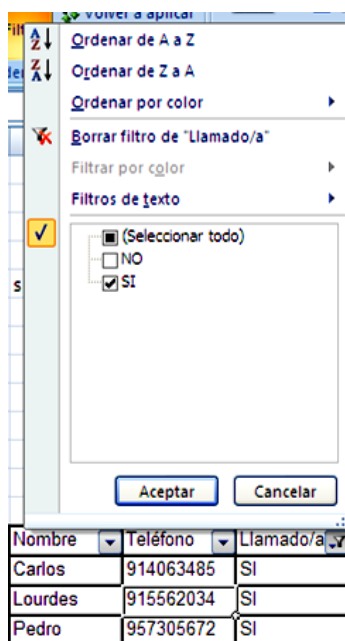 Volver a aplicar
Ordenar de A a Z
Ordenar de Z a A
Ordenar por color
Borrar filtro de "Llamado/a"
Filtrar por color
Filtros de texto
(Seleccionar todo)
NO
SI
Aceptar Cancelar
Nombre Teléfono Llamado/a
Carlos 914063485 SI
Lourdes 915562034 SI
Pedro 957305672 SI